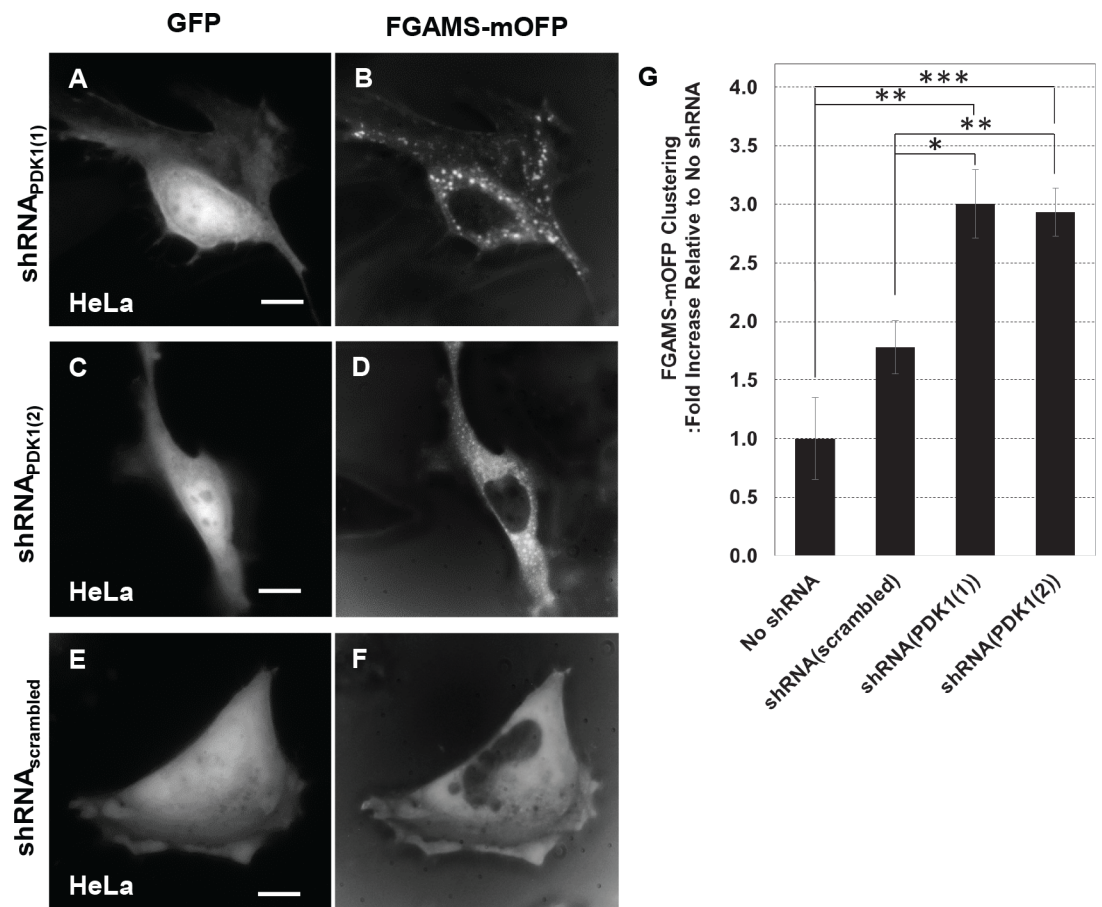 GFP
FGAMS-mOFP
shRNAPDK1(1)
A
HeLa
B
shRNAPDK1(2)
C
HeLa
D
shRNAscrambled
E
HeLa
F
G
FGAMS-mOFP Clustering
:Fold Increase Relative to No shRNA
4.0
3.5
3.0
2.5
2.0
1.5
1.0
0.5
0.0
***
**
**
*
No shRNA
shRNA(scrambled)
shRNA(PDK1(1))
shRNA(PDK1(2))